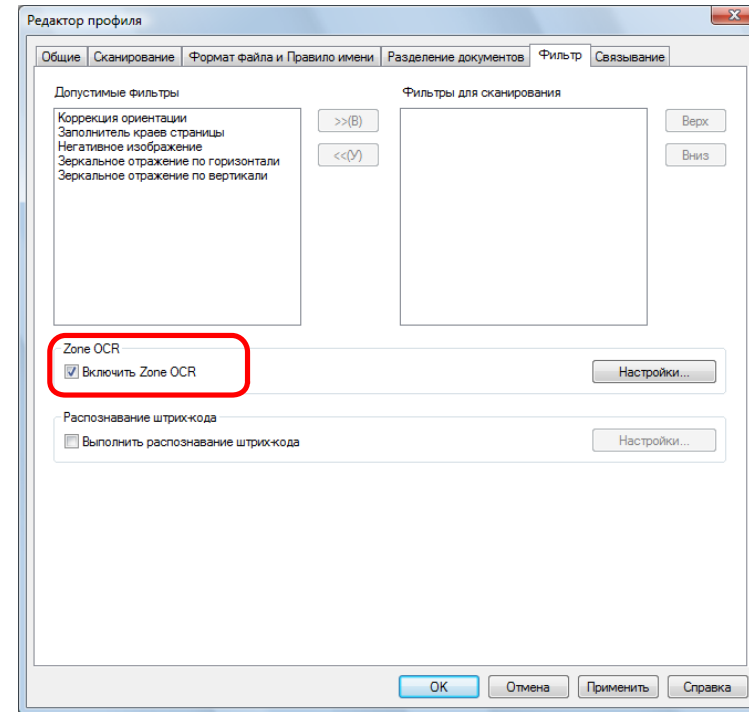 Редактор профиля
Общие Сканирование Формат файла и Правило имени Разделение документов Фильтр Связывание
Допустимые фильтры
Фильтры для сканирования
Коррекция ориентации
Заполнитель краев страницы
Негативное изображение
Зеркальное отражение по горизонтали
Зеркальное отражение по вертикали
>>(В)
<<(У)
Верх
Вниз
Zone OCR
Включить Zone OCR
Настройки...
Распознавание штрих-кода
Выполнить распознавание штрих-кода
Настройки...
OK Отмена Применить Справка